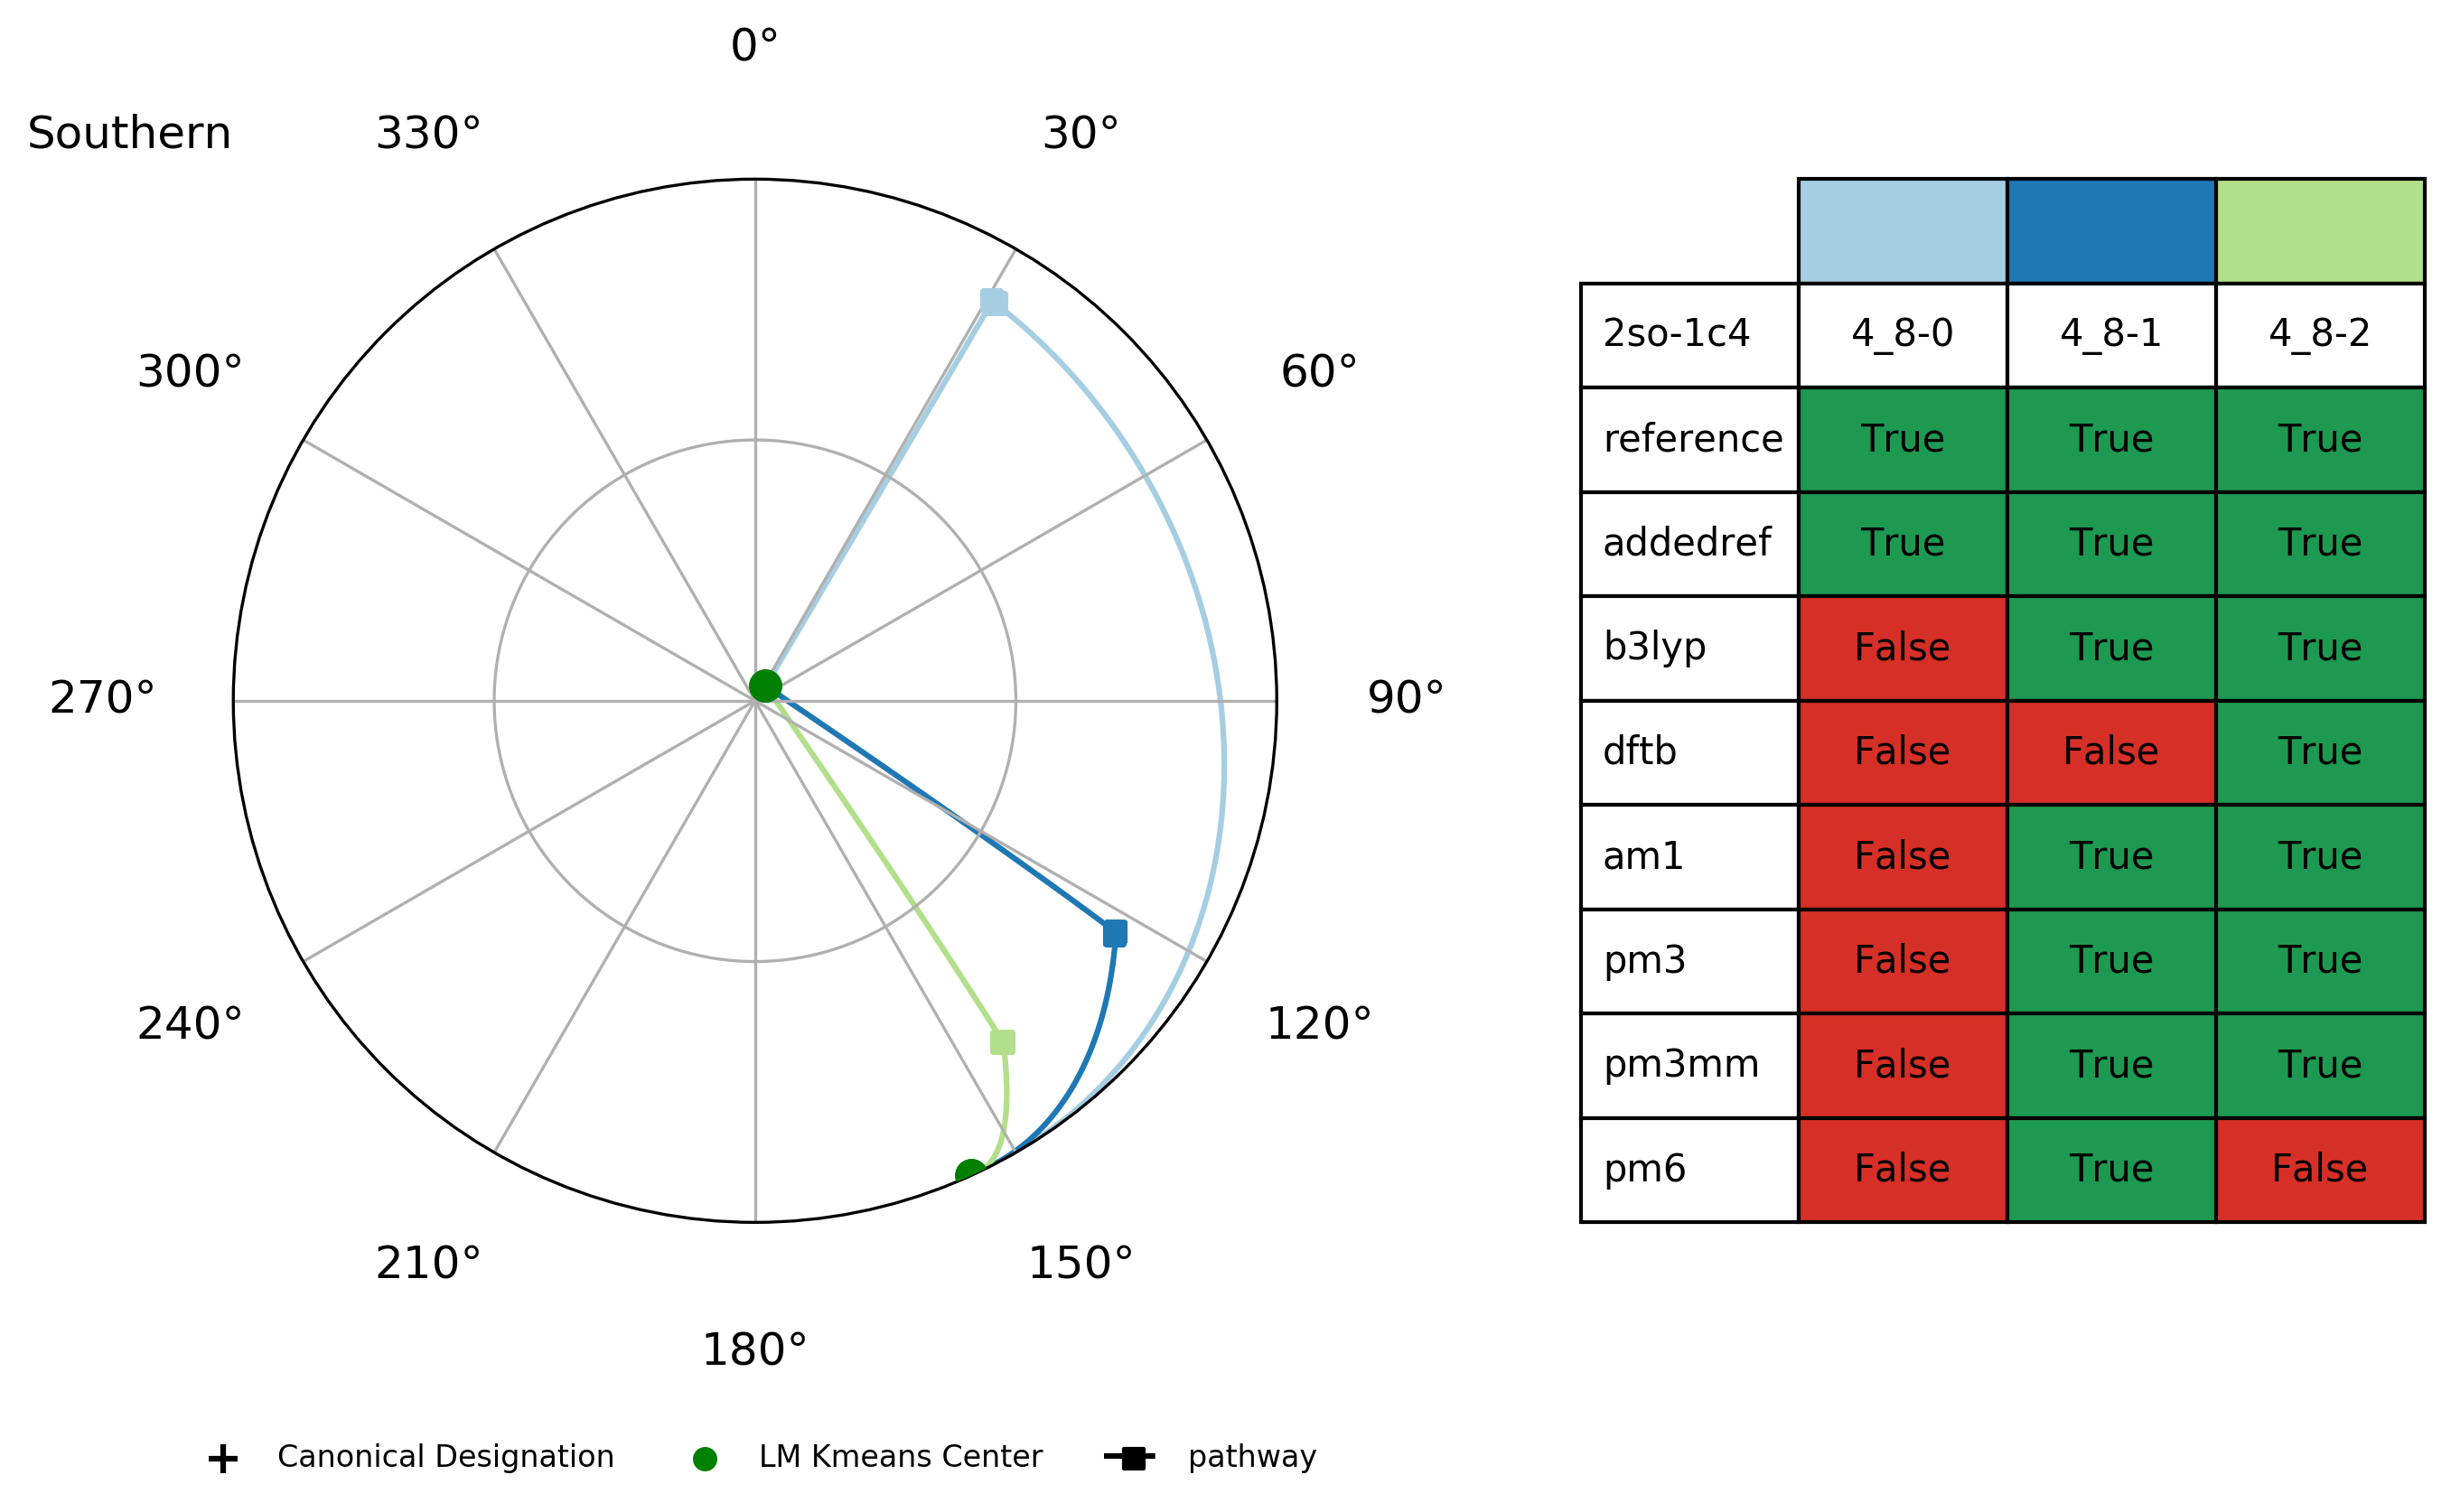 0°
Southern 330° 30°
300° 60°
270° 90°
240° 120°
210° 150°
180°
2so-1c4 4_8-0 4_8-1 4_8-2
reference True True True
addedref True True True
b3lyp False True True
dftb False False True
am1 False True True
pm3 False True True
pm3mm False True True
pm6 False True False
Canonical Designation LM Kmeans Center pathway